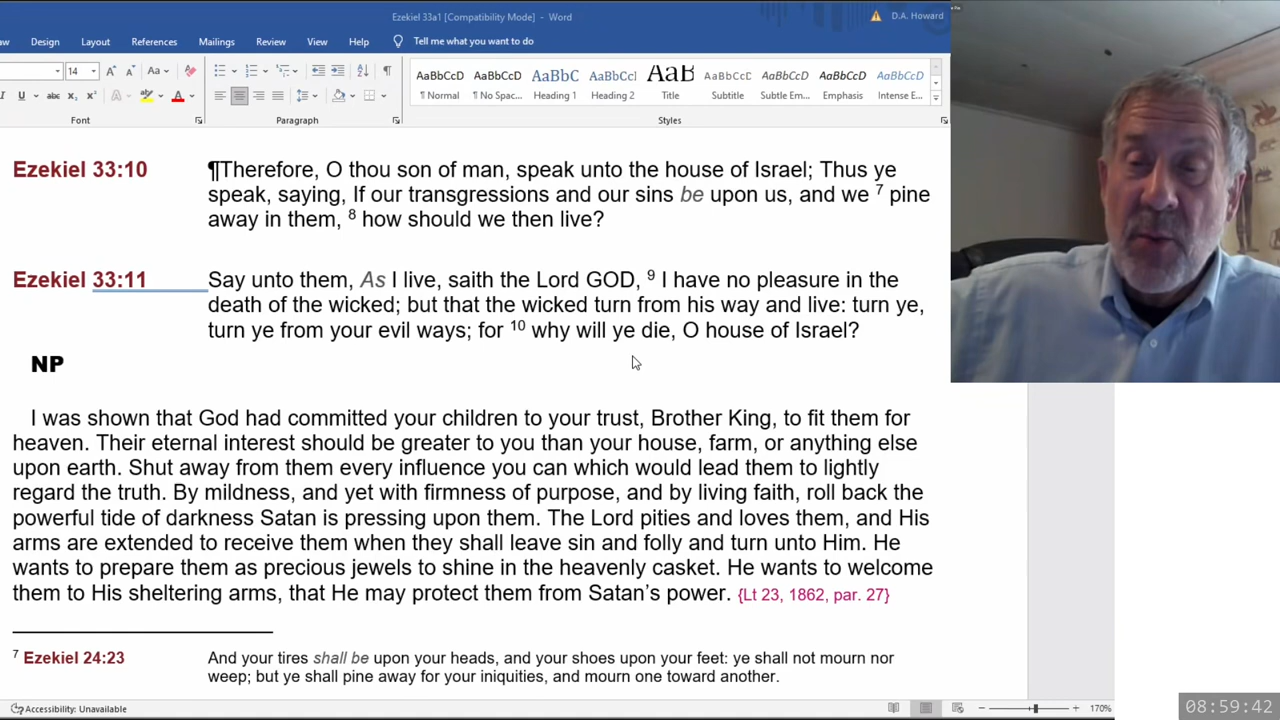 Ezekiel 33a1 [Compatibility Mode] - Word
D.A. Howard
aw Design Layout References Mailings Review View Help Tell me what you want to do
14
Aa
AaBbCcD AaBbCcD AaBbC AaBbCcI AaB AaBbCcD AaBbCcD AaBbCcD AaBbCcD
¶ Normal ¶ No Spac... Heading 1 Heading 2 Title Subtitle Subtle Em... Emphasis Intense E...
Font Paragraph Styles
Ezekiel 33:10 ¶Therefore, O thou son of man, speak unto the house of Israel; Thus ye
speak, saying, If our transgressions and our sins be upon us, and we 7 pine
away in them, 8 how should we then live?
Ezekiel 33:11 Say unto them, As I live, saith the Lord GOD, 9 I have no pleasure in the
death of the wicked; but that the wicked turn from his way and live: turn ye,
turn ye from your evil ways; for 10 why will ye die, O house of Israel?
NP
I was shown that God had committed your children to your trust, Brother King, to fit them for
heaven. Their eternal interest should be greater to you than your house, farm, or anything else
upon earth. Shut away from them every influence you can which would lead them to lightly
regard the truth. By mildness, and yet with firmness of purpose, and by living faith, roll back the
powerful tide of darkness Satan is pressing upon them. The Lord pities and loves them, and His
arms are extended to receive them when they shall leave sin and folly and turn unto Him. He
wants to prepare them as precious jewels to shine in the heavenly casket. He wants to welcome
them to His sheltering arms, that He may protect them from Satan’s power. {Lt 23, 1862, par. 27}
7 Ezekiel 24:23 And your tires shall be upon your heads, and your shoes upon your feet: ye shall not mourn nor
weep; but ye shall pine away for your iniquities, and mourn one toward another.
Accessibility: Unavailable
170%
08:59:42